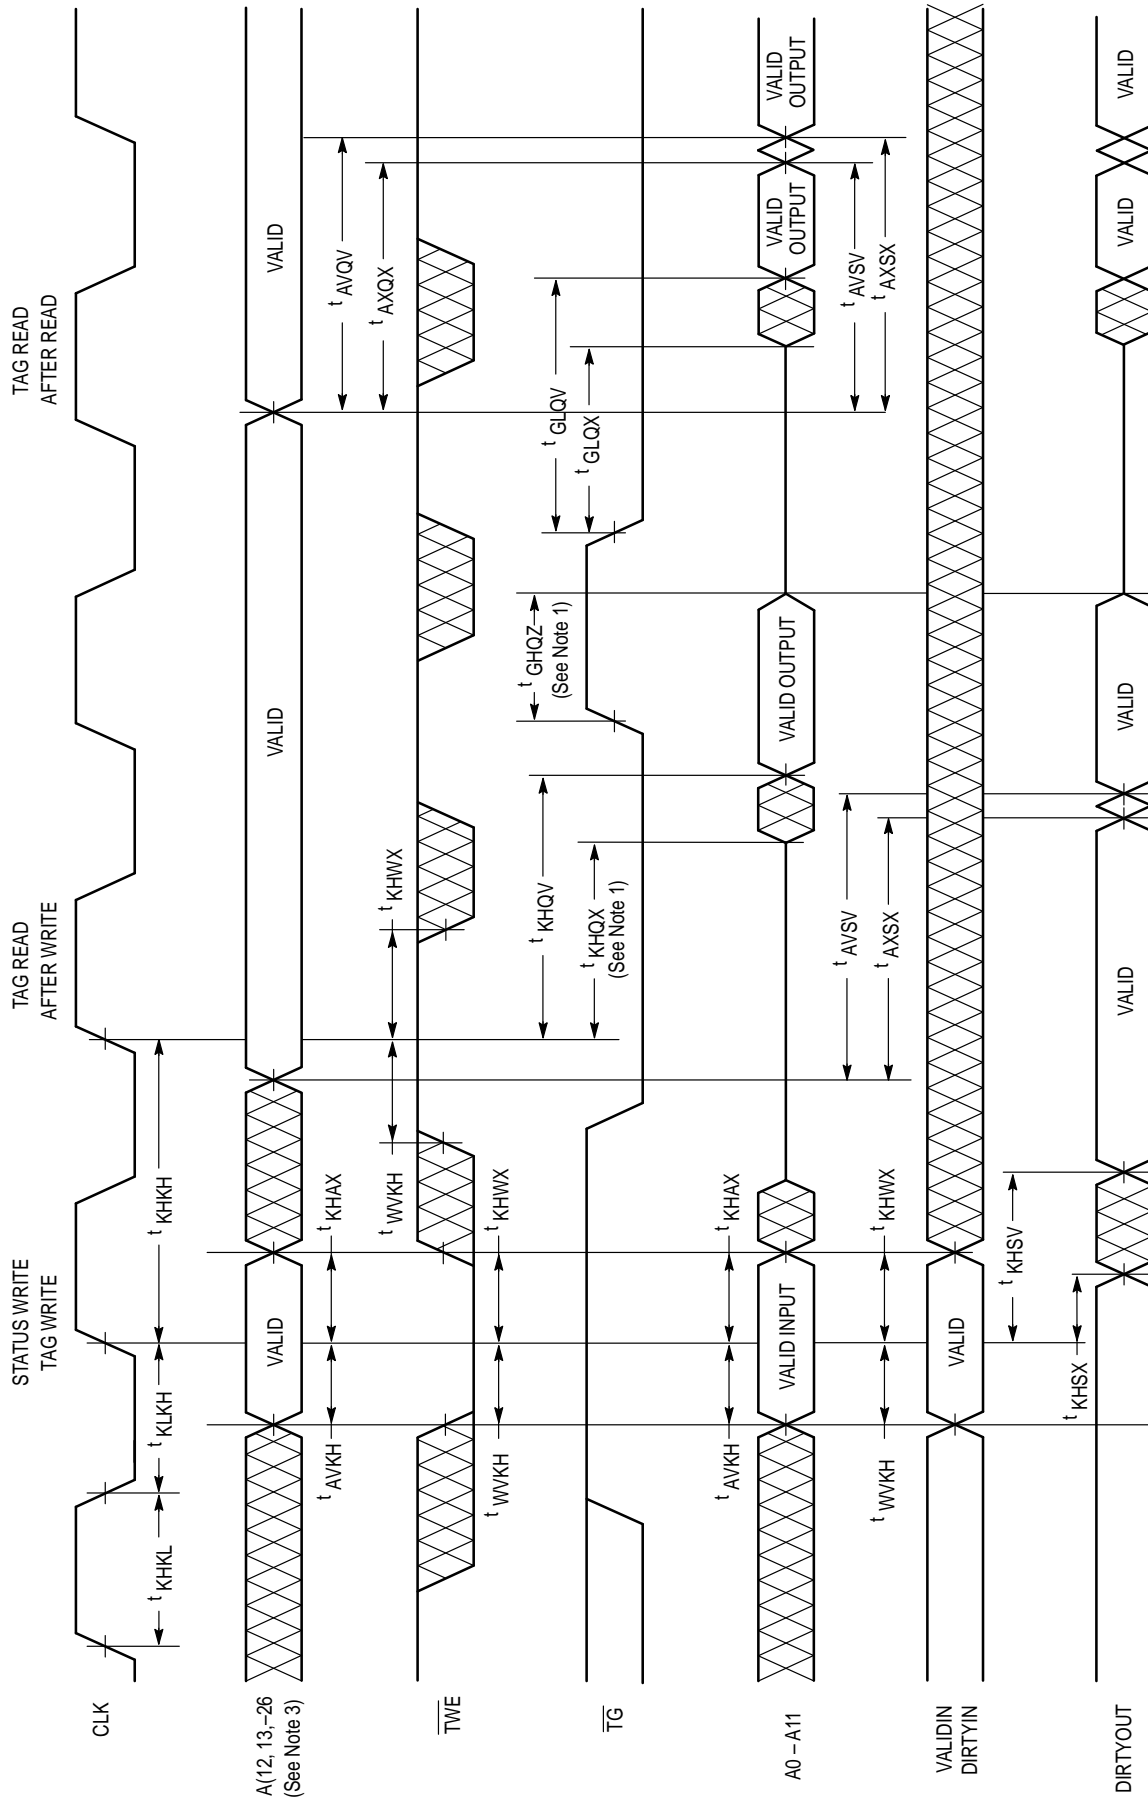 STATUS WRITE
TAG WRITE
TAG READ
AFTER WRITE
TAG READ
AFTER READ
CLK
t KHKL
t KLKH
t KHKH
A(12, 13,–26
(See Note 3)
VALID
VALID
VALID
t AVKH
t KHAX
t AVQV
t AXQX
TWE
t WVKH
t KHWX
t WVKH
t KHWX
TG
t KHQV
t KHQX
(See Note 1)
t GHQZ
(See Note 1)
t GLQV
t GLQX
A0 – A11
t AVKH
t KHAX
VALID INPUT
VALID OUTPUT
VALID
OUTPUT
VALID
OUTPUT
t AVSV
t AXSX
t AVSV
t AXSX
VALIDIN
DIRTYIN
t WVKH
t KHWX
VALID
t KHSX
t KHSV
DIRTYOUT
VALID
VALID
VALID
VALID